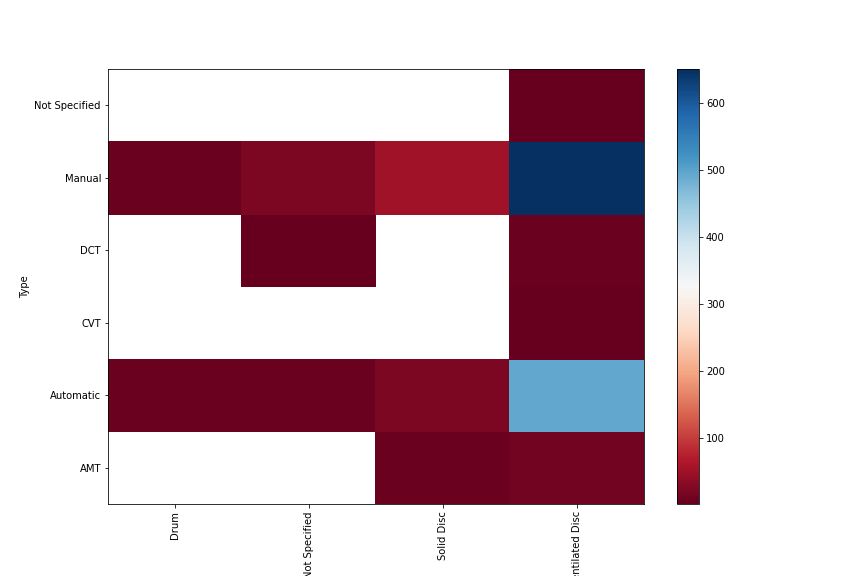 Not Specified
Manual
DCT
CVT
Automatic
AMT
Type
Drum
Not Specified
Solid Disc
entilated Disc
600
500
400
300
200
100